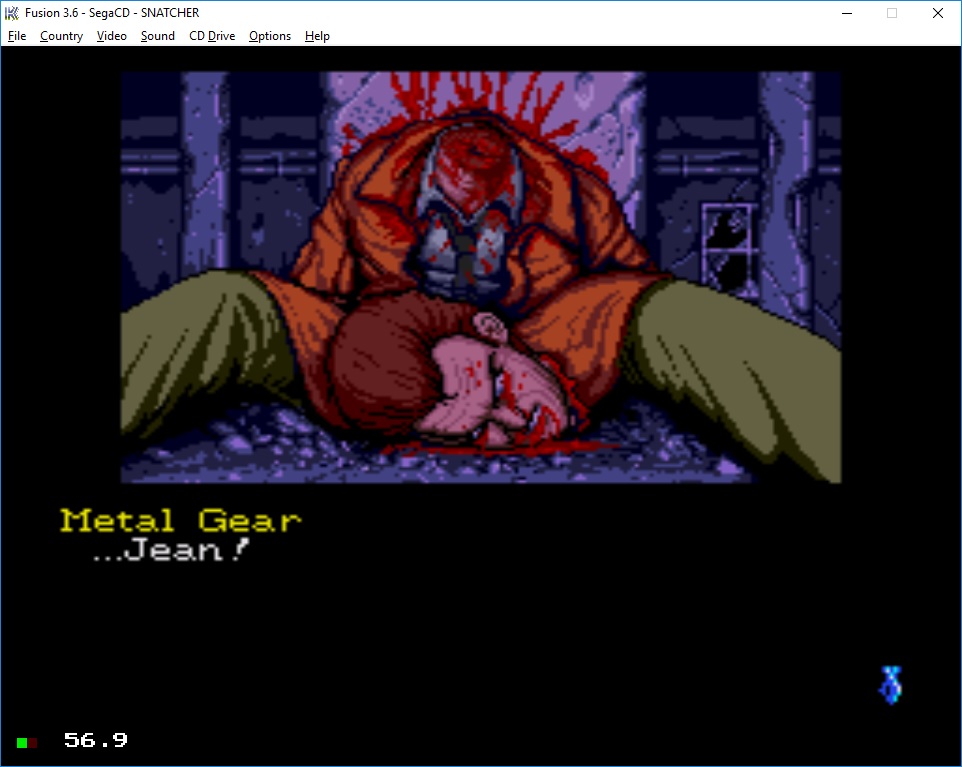 Fusion 3.6 - SegaCD - SNATCHER
File Country Video Sound CD Drive Options Help
Metal Gear
...Jean!
56.9